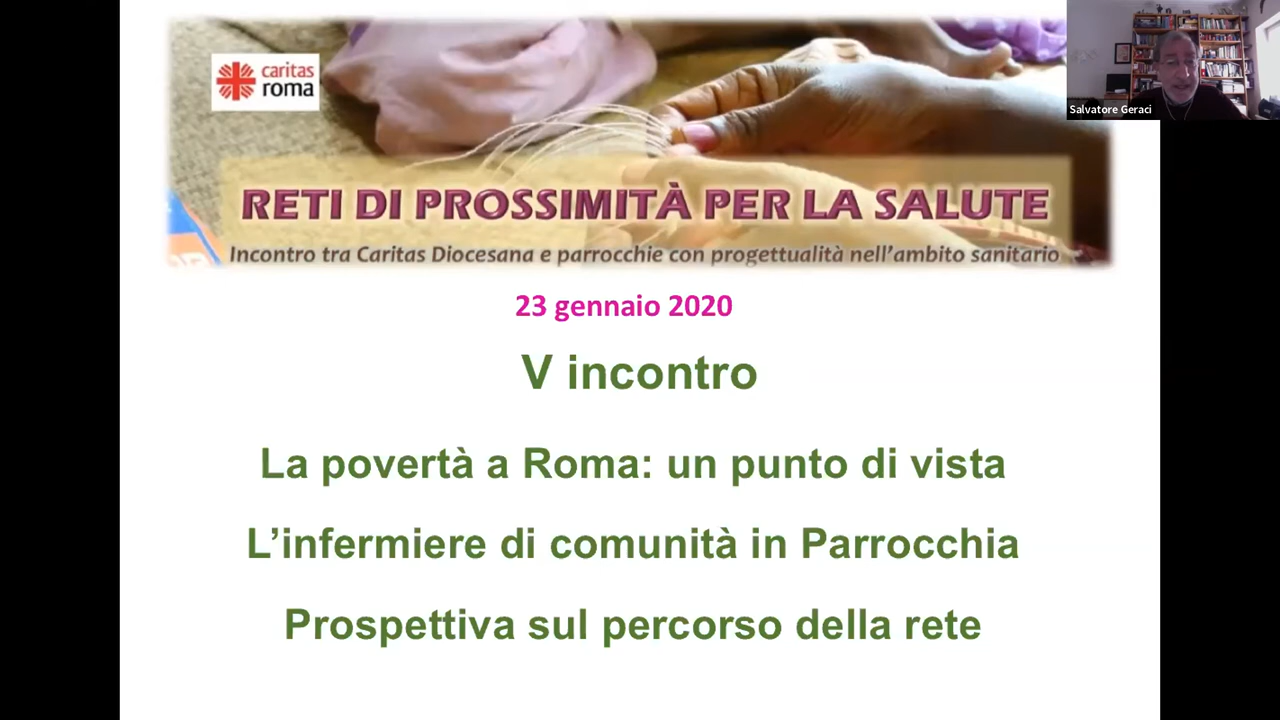 caritas
roma
Salvatore Geraci
RETI DI PROSSIMITÀ PER LA SALUTE
Incontro tra Caritas Diocesana e parrocchie con progettualità nell'ambito sanitario
23 gennaio 2020
V incontro
La povertà a Roma: un punto di vista
L'infermiere di comunità in Parrocchia
Prospettiva sul percorso della rete